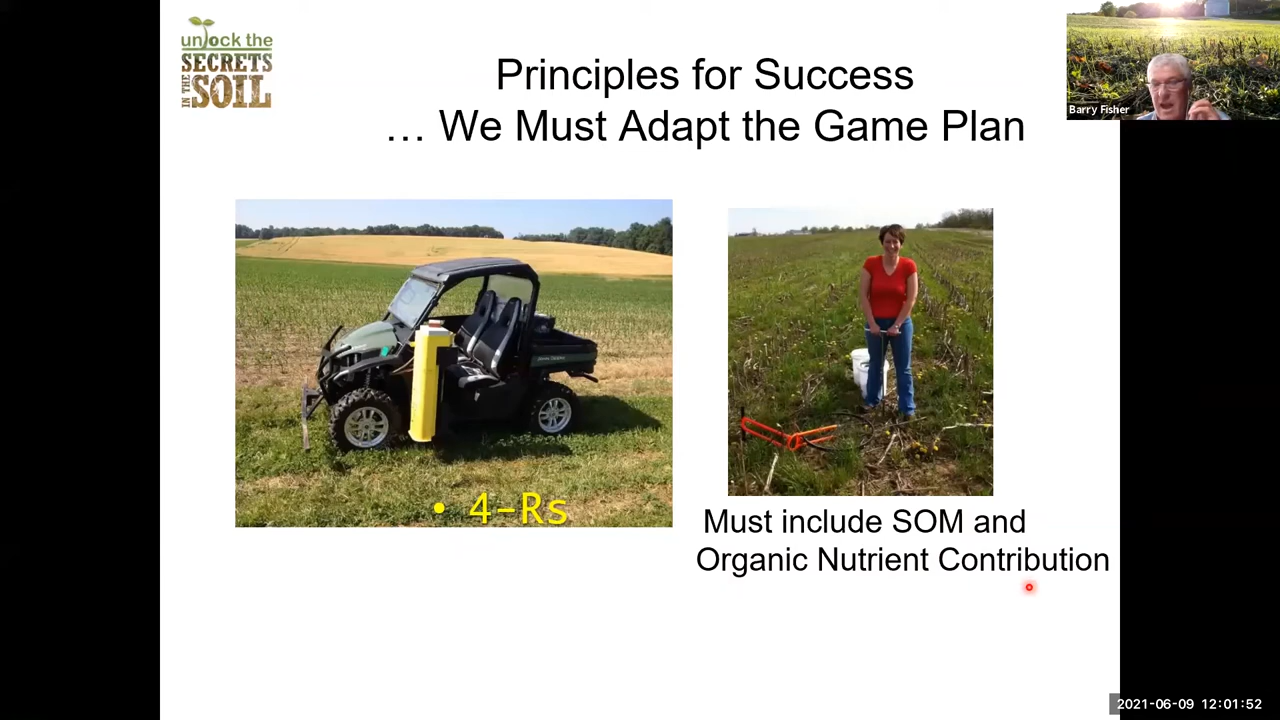 unlock the
SECRETS
IN THE
SOIL
Principles for Success
… We Must Adapt the Game Plan
Barry Fisher
• 4-Rs
Must include SOM and
Organic Nutrient Contribution
2021-06-09 12:01:52